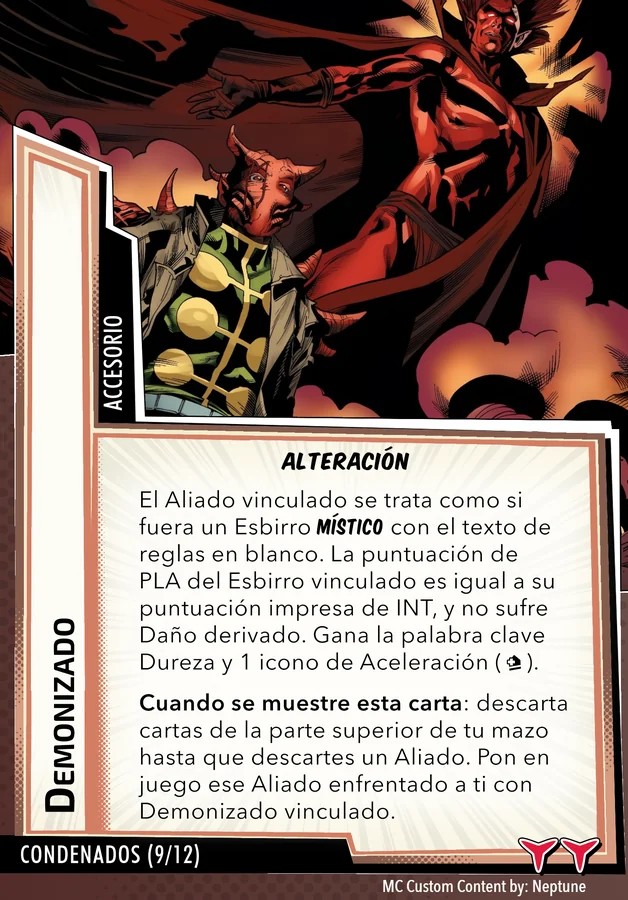 ACCESORIO
DEMONIZADO
ALTERACIÓN
El Aliado vinculado se trata como si
fuera un Esbirro MÍSTICO con el texto de
reglas en blanco. La puntuación de
PLA del Esbirro vinculado es igual a su
puntuación impresa de INT, y no sufre
Daño derivado. Gana la palabra clave
Dureza y 1 icono de Aceleración ( ).
Cuando se muestre esta carta: descarta
cartas de la parte superior de tu mazo
hasta que descartes un Aliado. Pon en
juego ese Aliado enfrentado a ti con
Demonizado vinculado.
CONDENADOS (9/12)
MC Custom Content by: Neptune